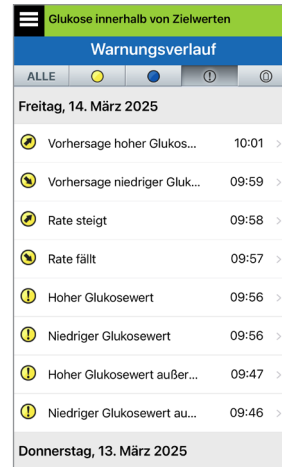 Glukose innerhalb von Zielwerten
Warnungsverlauf
ALLE
Freitag, 14. März 2025
Vorhersage hoher Glukos... 10:01
Vorhersage niedriger Gluk... 09:59
Rate steigt 09:58
Rate fällt 09:57
Hoher Glukosewert 09:56
Niedriger Glukosewert 09:56
Hoher Glukosewert außer... 09:47
Niedriger Glukosewert au... 09:46
Donnerstag, 13. März 2025